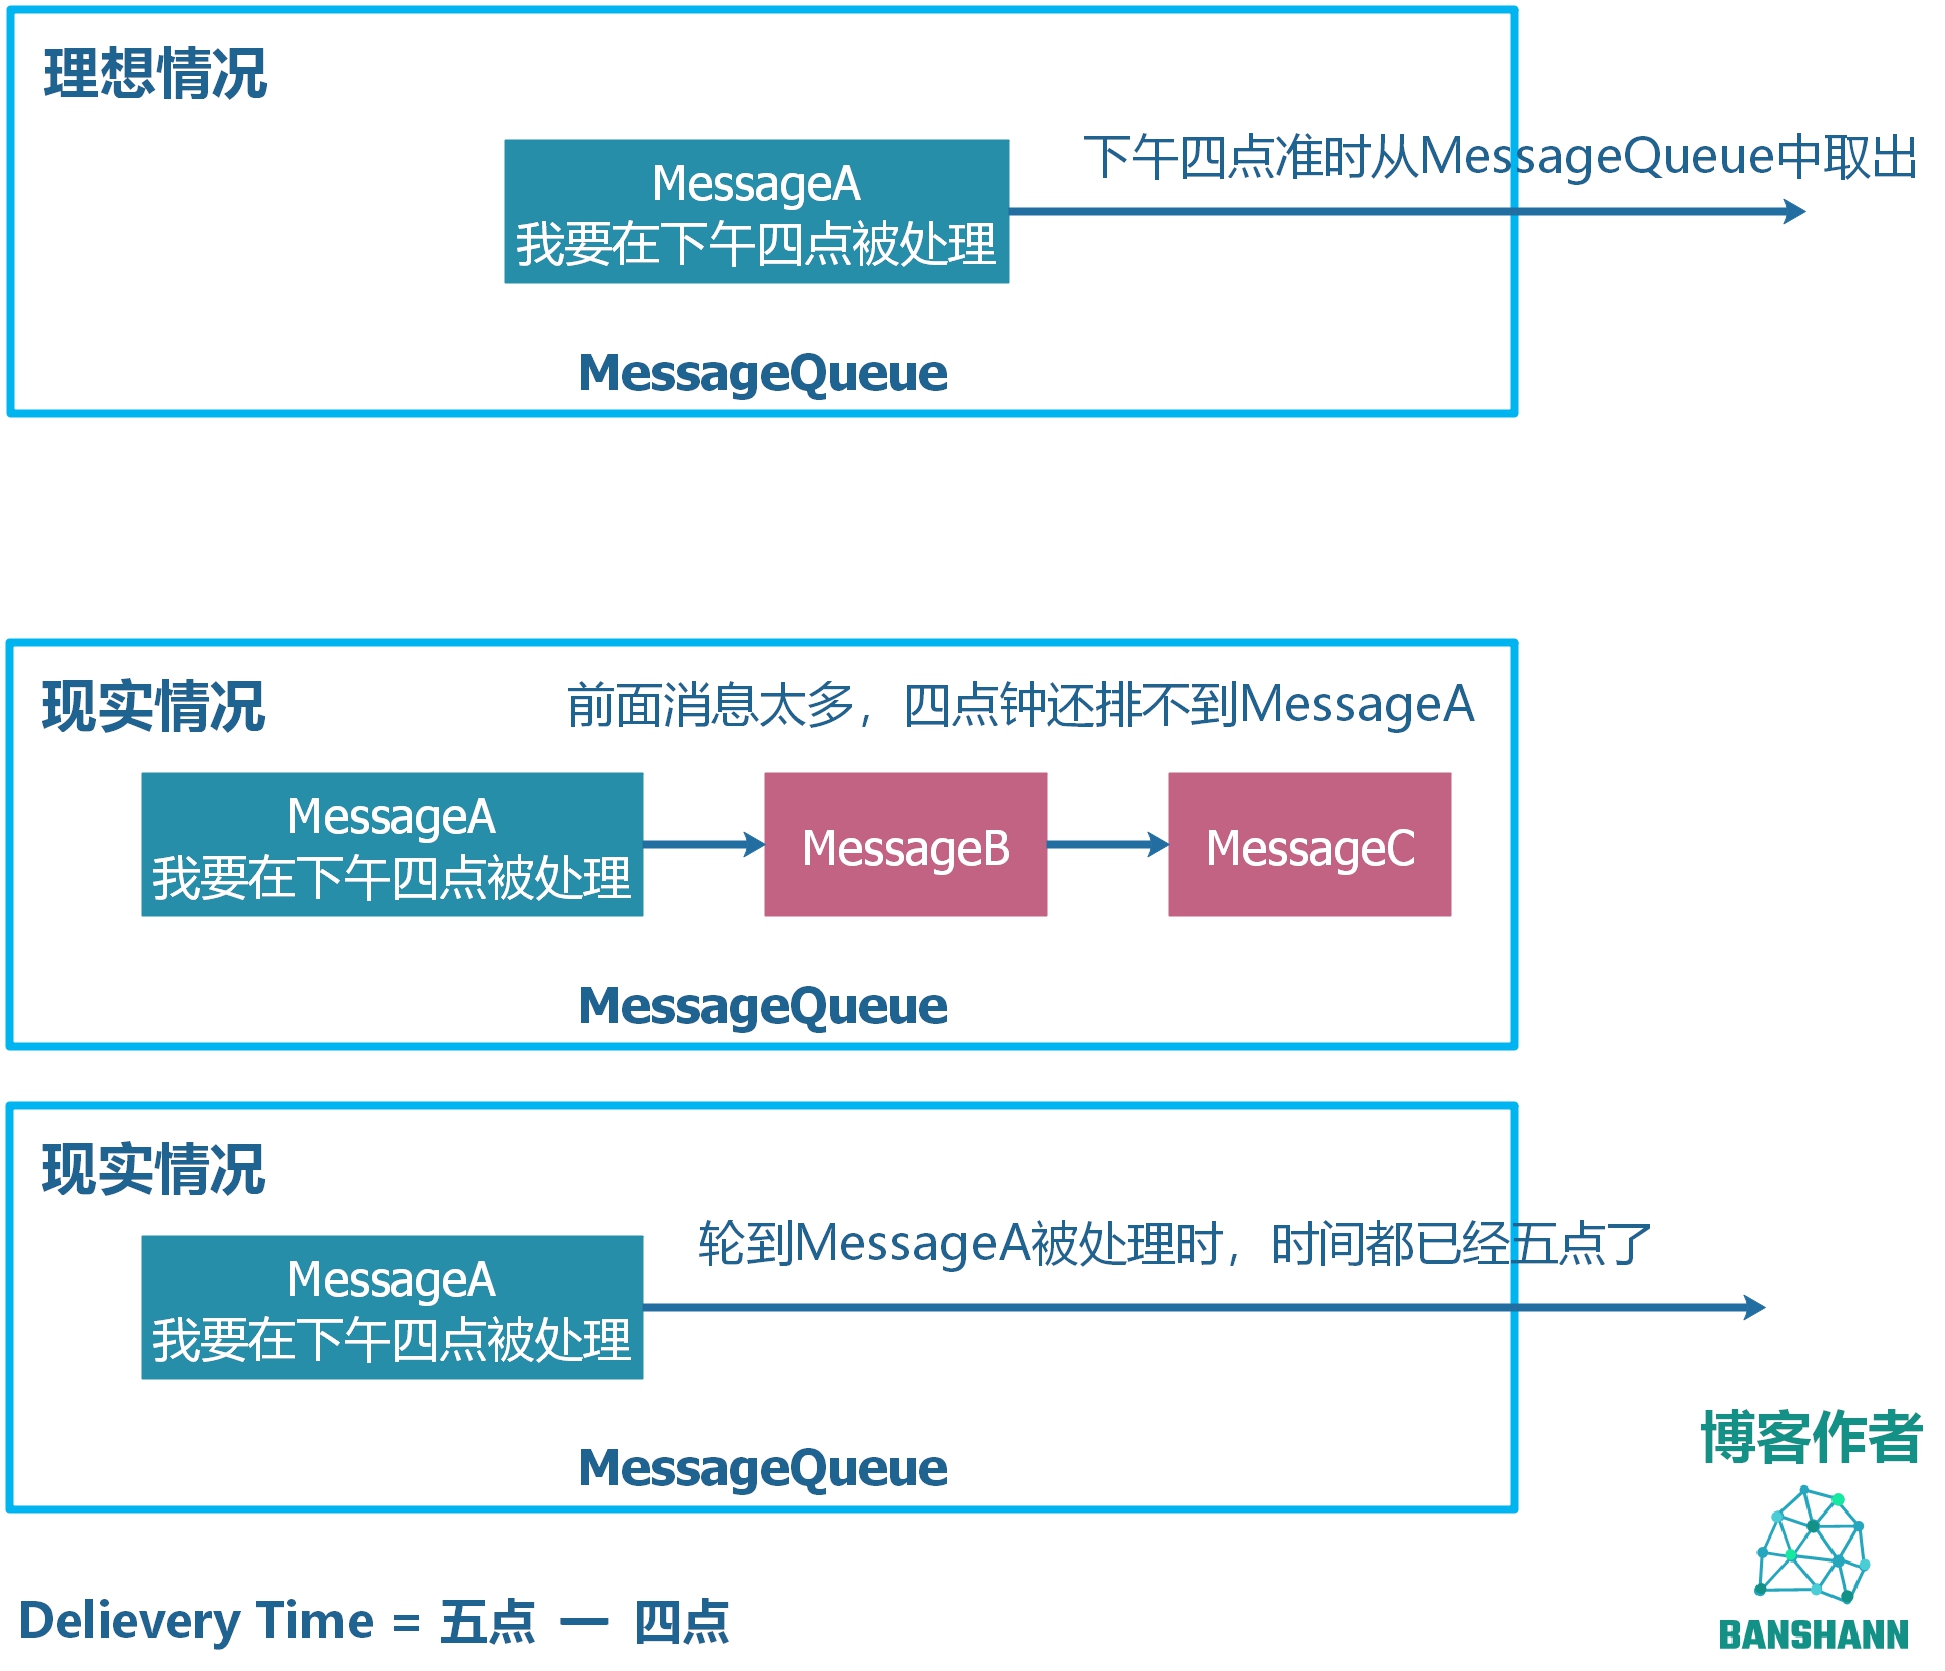 理想情况
下午四点准时从MessageQueue中取出
MessageA
我要在下午四点被处理
MessageQueue
现实情况
前面消息太多，四点钟还排不到MessageA
MessageA
我要在下午四点被处理
MessageB
MessageC
MessageQueue
现实情况
轮到MessageA被处理时，时间都已经五点了
MessageA
我要在下午四点被处理
MessageQueue
博客作者
BANSHANN
Delievery Time = 五点 — 四点